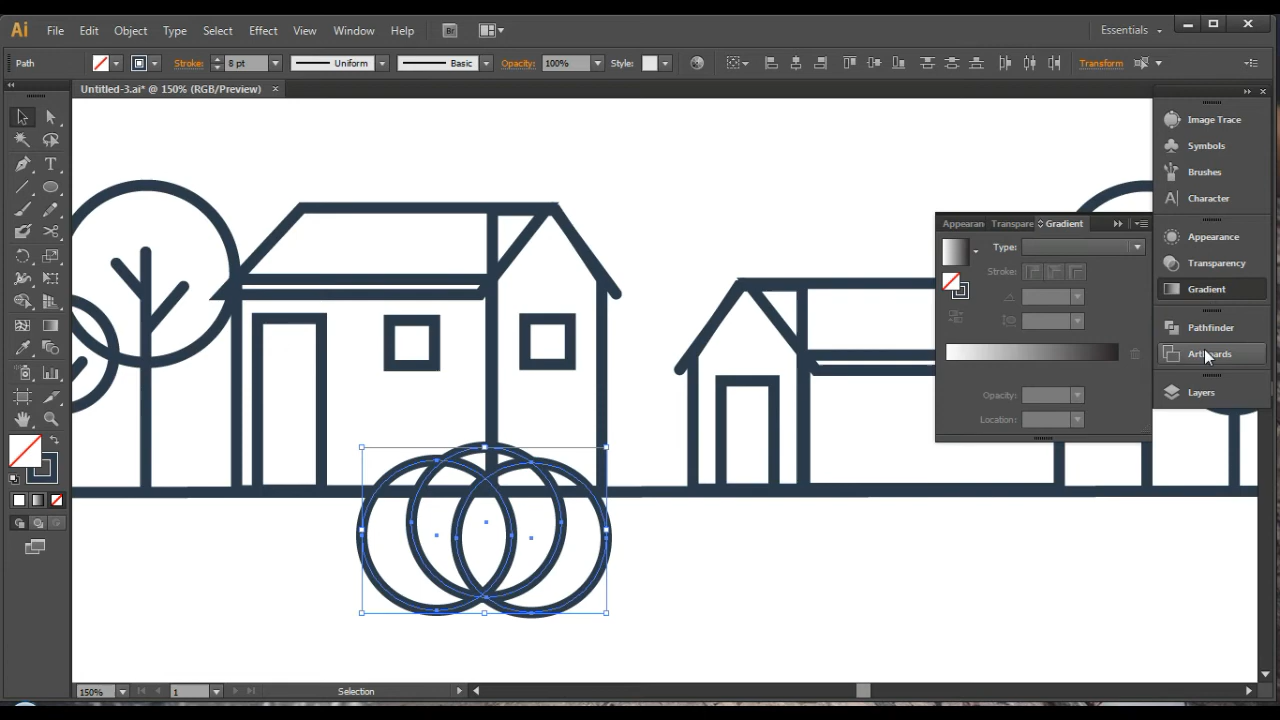 Ai File Edit Object Type Select Effect View Window Help Br Essentials
Path Stroke: 8 pt Uniform Basic Opacity: 100% Style: Transform
Untitled-3.ai* @ 150% (RGB/Preview)
Image Trace
Symbols
Brushes
Character
Appearance
Transparency
Gradient
Pathfinder
Artboards
Layers
Appearan Transpare Gradient
Type:
Stroke:
Opacity:
Location:
150% 1 Selection